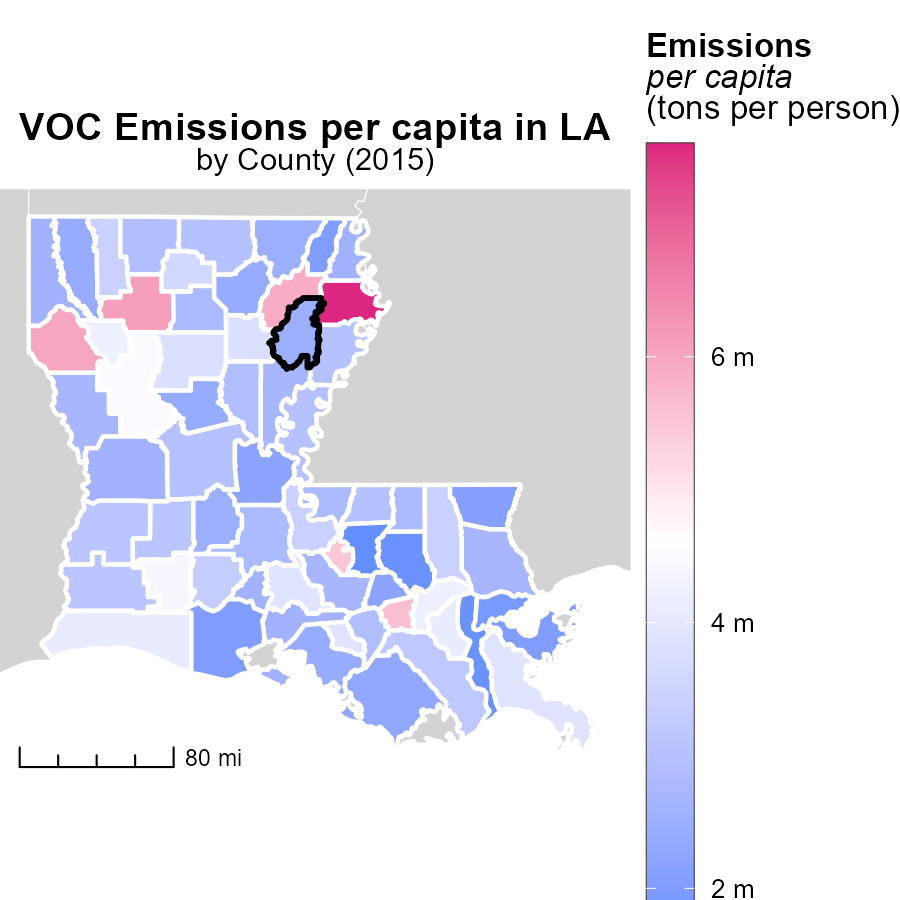 VOC Emissions per capita in LA
by County (2015)
Emissions
per capita
(tons per person)
6 m
4 m
2 m
80 mi